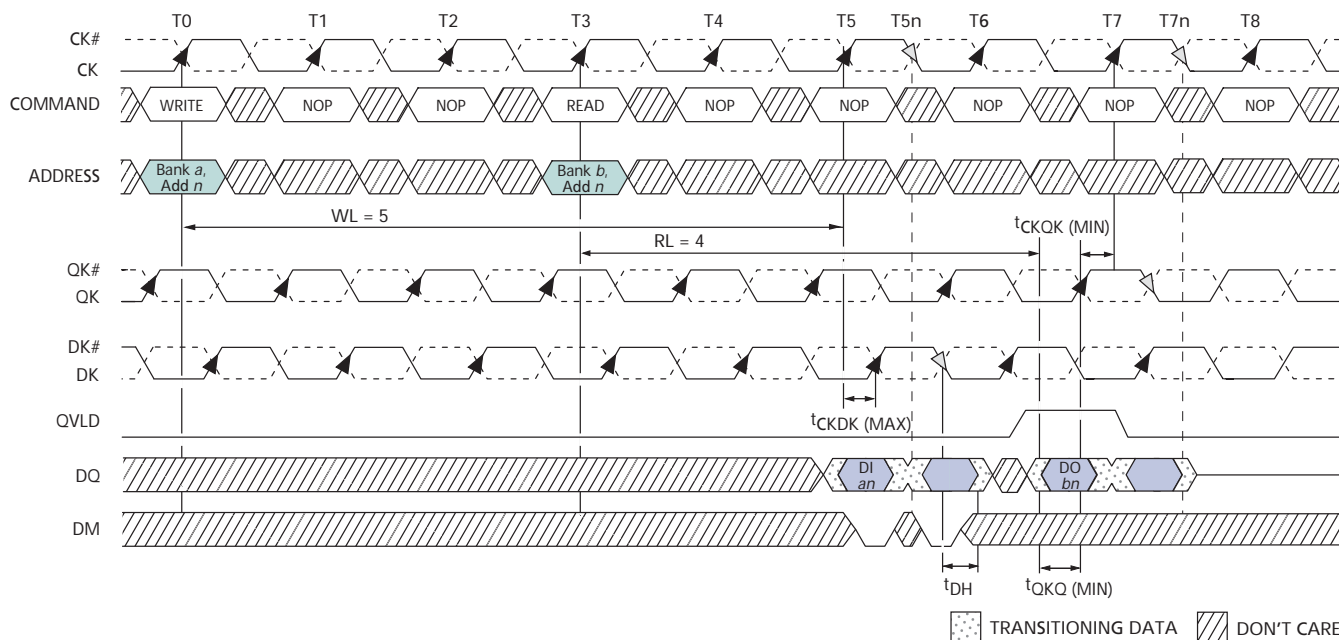 T0 T1 T2 T3 T4 T5 T5n T6 T7 T7n T8
CK#
CK
COMMAND WRITE NOP NOP READ NOP NOP NOP NOP NOP
ADDRESS Bank a, Add n Bank b, Add n
WL = 5
tCKQK (MIN)
RL = 4
QK#
QK
DK#
DK
tCKDK (MAX)
QVLD
DQ DI an DO bn
DM
tDH tQKQ (MIN)
TRANSITIONING DATA DON'T CARE